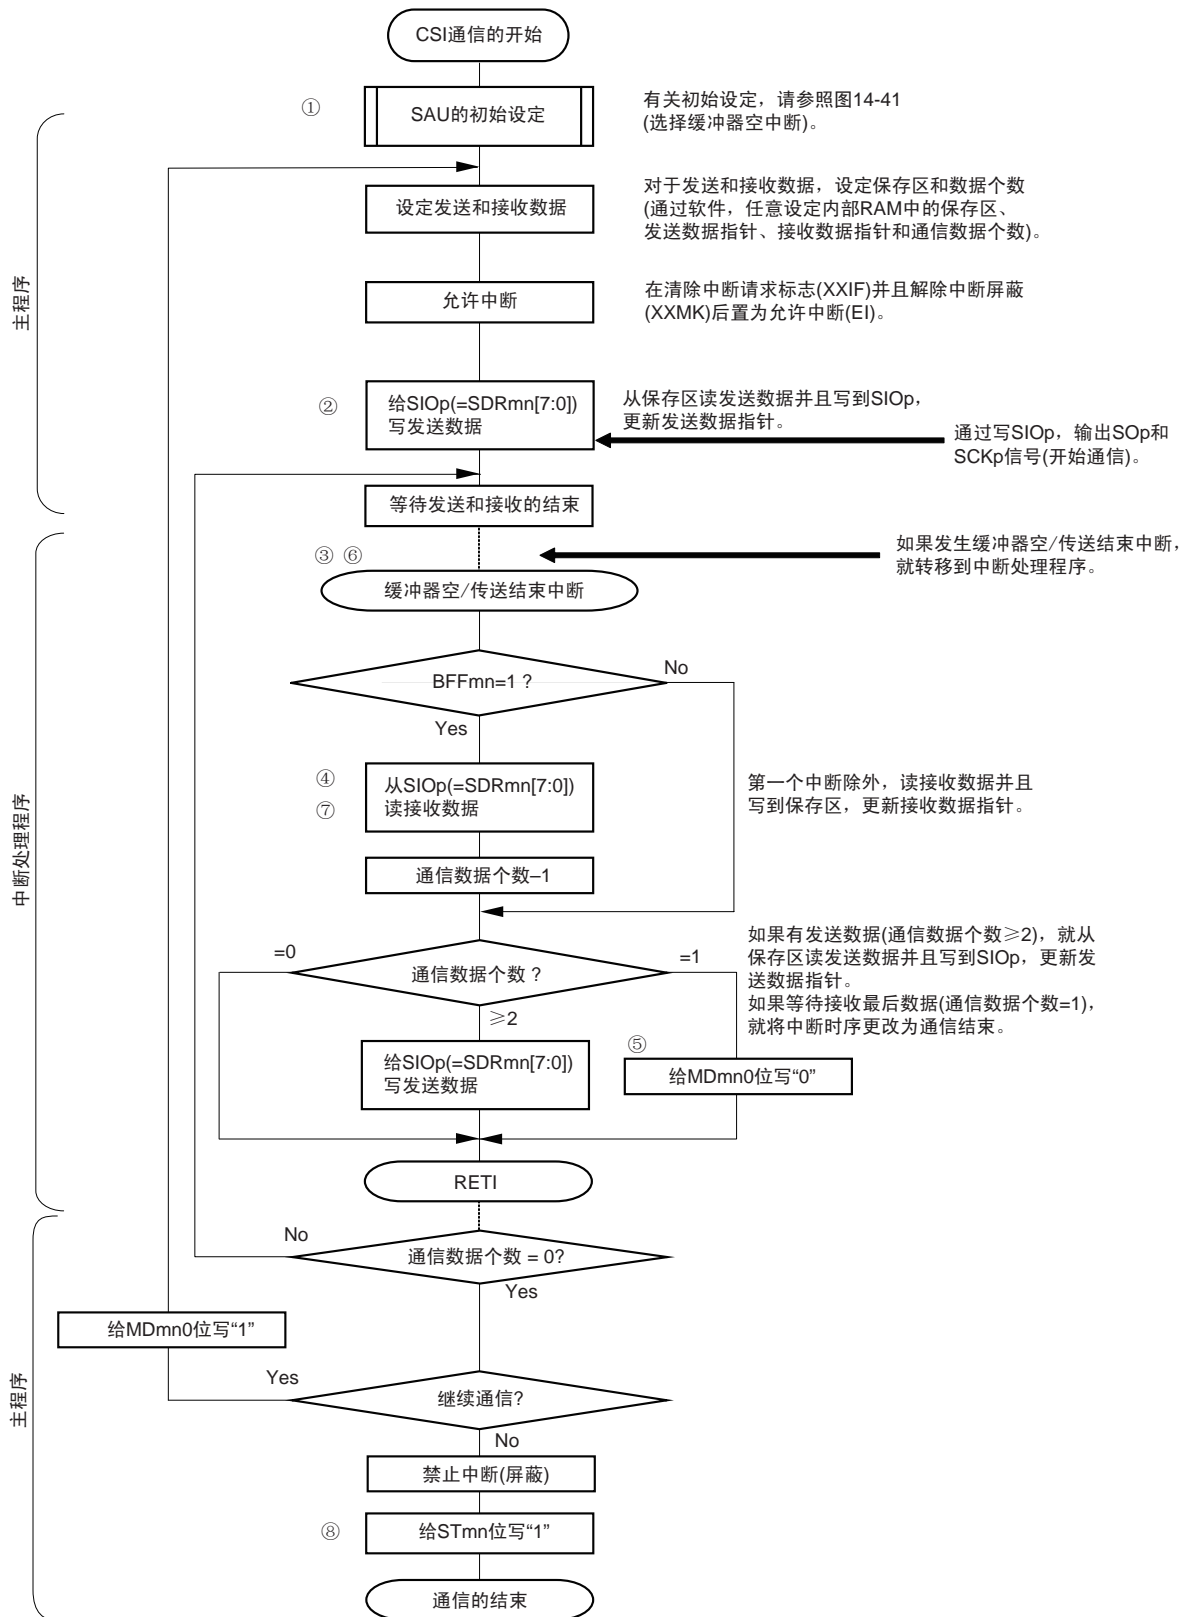 CSI通信的开始
①
SAU的初始设定
有关初始设定，请参照图14-41
(选择缓冲器空中断)。
设定发送和接收数据
对于发送和接收数据，设定保存区和数据个数
(通过软件，任意设定内部RAM中的保存区、
发送数据指针、接收数据指针和通信数据个数)。
主程序
允许中断
在清除中断请求标志(XXIF)并且解除中断屏蔽
(XXMK)后置为允许中断(EI)。
②
给SIOp(=SDRmn[7:0])
写发送数据
从保存区读发送数据并且写到SIOp，
更新发送数据指针。
通过写SIOp，输出SOp和
SCKp信号(开始通信)。
等待发送和接收的结束
③ ⑥
如果发生缓冲器空/传送结束中断，
就转移到中断处理程序。
缓冲器空/传送结束中断
BFFmn=1 ?
No
Yes
④
⑦
从SIOp(=SDRmn[7:0])
读接收数据
第一个中断除外，读接收数据并且
写到保存区，更新接收数据指针。
中断处理程序
通信数据个数–1
=0
通信数据个数 ?
=1
≥2
如果有发送数据(通信数据个数≥2)，就从
保存区读发送数据并且写到SIOp，更新发
送数据指针。
如果等待接收最后数据(通信数据个数=1)，
就将中断时序更改为通信结束。
给SIOp(=SDRmn[7:0])
写发送数据
⑤
给MDmn0位写“0”
RETI
No
通信数据个数 = 0?
Yes
给MDmn0位写“1”
Yes
继续通信?
No
主程序
禁止中断(屏蔽)
⑧
给STmn位写“1”
通信的结束